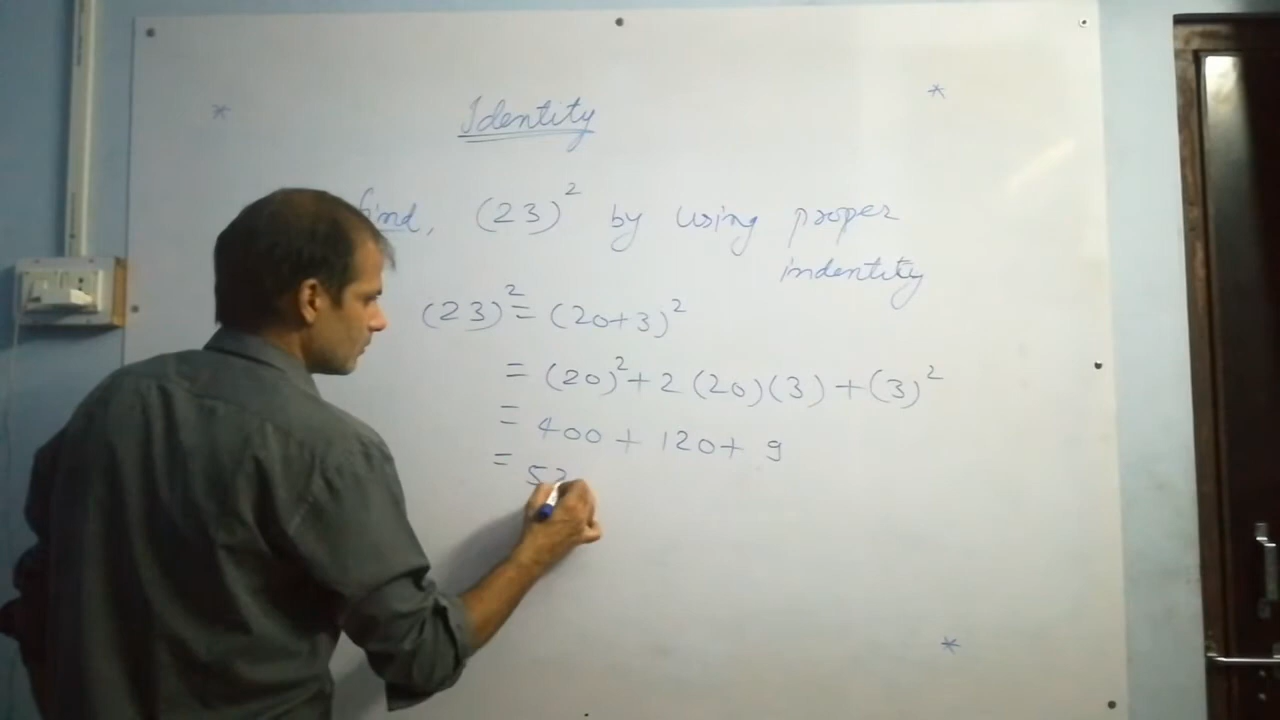 Identity
find, (23)² by using proper
indentity
(23)² = (20+3)²
= (20)² + 2 (20)(3) + (3)²
= 400 + 120 + 9
= 52